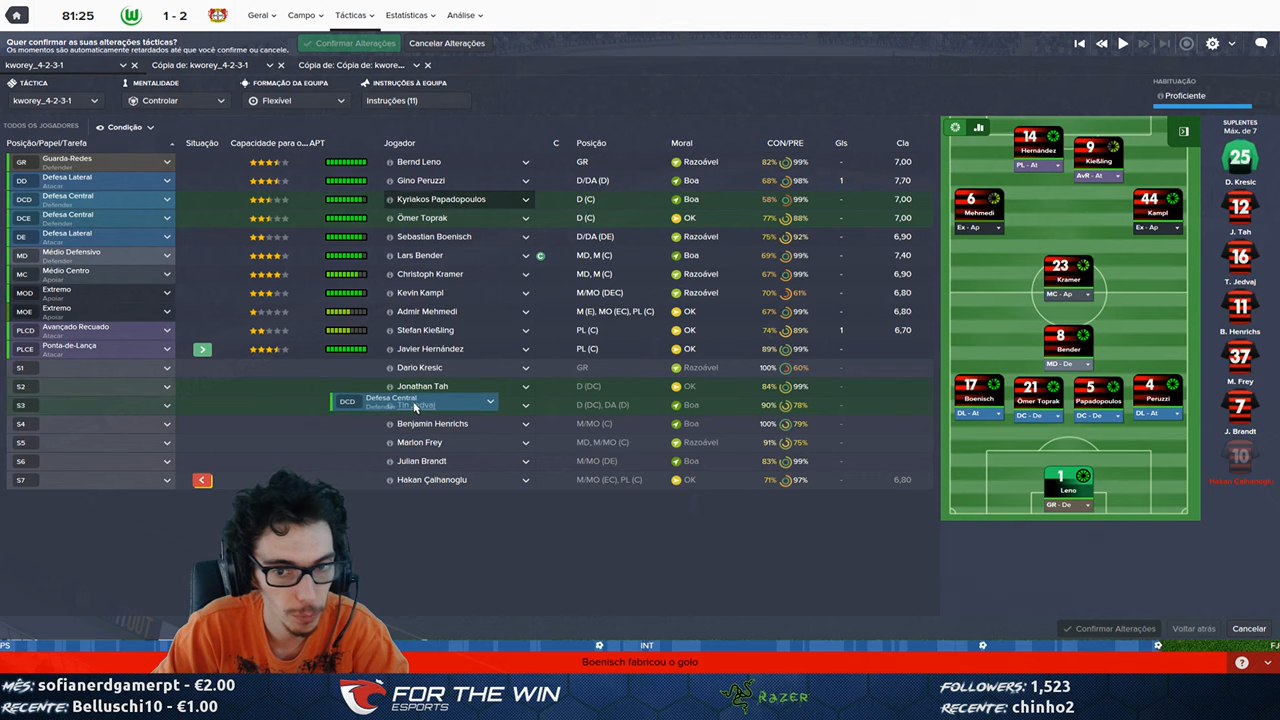 81:25 1 - 2 Geral Campo Tácticas Estatísticas Análise
Quer confirmar as suas alterações tácticas? Confirmar Alterações Cancelar Alterações
Os momentos são automaticamente retardados até que você confirme ou cancele.
kworey_4-2-3-1 Cópia de: kworey_4-2-3-1 Cópia de: Cópia de: kwore...
TÁCTICA MENTALIDADE FORMAÇÃO DA EQUIPA INSTRUÇÕES À EQUIPA HABITUAÇÃO
kworey_4-2-3-1 Controlar Flexível Instruções (11) Proficiente
TODOS OS JOGADORES Condição
Posição/Papel/Tarefa Situação Capacidade para o... APT Jogador C Posição Moral CON/PRE Gls Cla
GR Guarda-Redes Defender Bernd Leno GR Razoável 82% 99% - 7,00
DD Defesa Lateral Atacar Gino Peruzzi D/DA (D) Boa 68% 98% 1 7,70
DCD Defesa Central Defender Kyriakos Papadopoulos D (C) Boa 58% 99% - 7,00
DCE Defesa Central Defender Ömer Toprak D (C) OK 77% 88% - 7,00
DE Defesa Lateral Atacar Sebastian Boenisch D/DA (DE) Razoável 75% 92% - 6,90
MD Médio Defensivo Defender Lars Bender C MD, M (C) Boa 69% 99% - 7,40
MC Médio Centro Apoiar Christoph Kramer MD, M (C) Razoável 67% 99% - 6,90
MOD Extremo Apoiar Kevin Kampl M/MO (DEC) Razoável 70% 61% - 6,80
MOE Extremo Apoiar Admir Mehmedi M (E), MO (EC), PL (C) OK 67% 99% - 6,80
PLCD Avançado Recuado Atacar Stefan Kießling PL (C) OK 74% 89% 1 6,70
PLCE Ponta-de-Lança Atacar Javier Hernández PL (C) OK 89% 99% -
S1 Dario Kresic GR Razoável 100% 60% -
S2 Jonathan Tah D (DC) OK 84% 99% -
DCD Defesa Central
S3 D (DC), DA (D) Boa 90% 78% -
S4 Benjamin Henrichs M/MO (C) Boa 100% 79% -
S5 Marlon Frey MD, M/MO (C) Razoável 91% 75% -
S6 Julian Brandt M/MO (DE) Boa 83% 99% -
S7 Hakan Çalhanoglu M/MO (EC), PL (C) OK 71% 97% - 6,80
14 Hernández PL - At
9 Kießling AvR - At
6 Mehmedi Ex - Ap
44 Kampl Ex - Ap
23 Kramer MC - Ap
8 Bender MD - De
17 Boenisch DL - At
21 Ömer Toprak DC - De
5 Papadopoulos DC - De
4 Peruzzi DL - At
1 Leno GR - De
SUPLENTES
Máx. de 7
25
D. Kresic
12
J. Tah
16
T. Jedvaj
11
B. Henrichs
37
M. Frey
7
J. Brandt
10
Hakan Çalhanoglu
Confirmar Alterações Voltar atrás Cancelar
PS INT FJ
Boenisch fabricou o golo
MÊS: sofianerdgamerpt - €2.00
RECENTE: Belluschi10 - €1.00
FOR THE WIN
ESPORTS
RAZER
FOLLOWERS: 1,523
RECENTE: chinho2